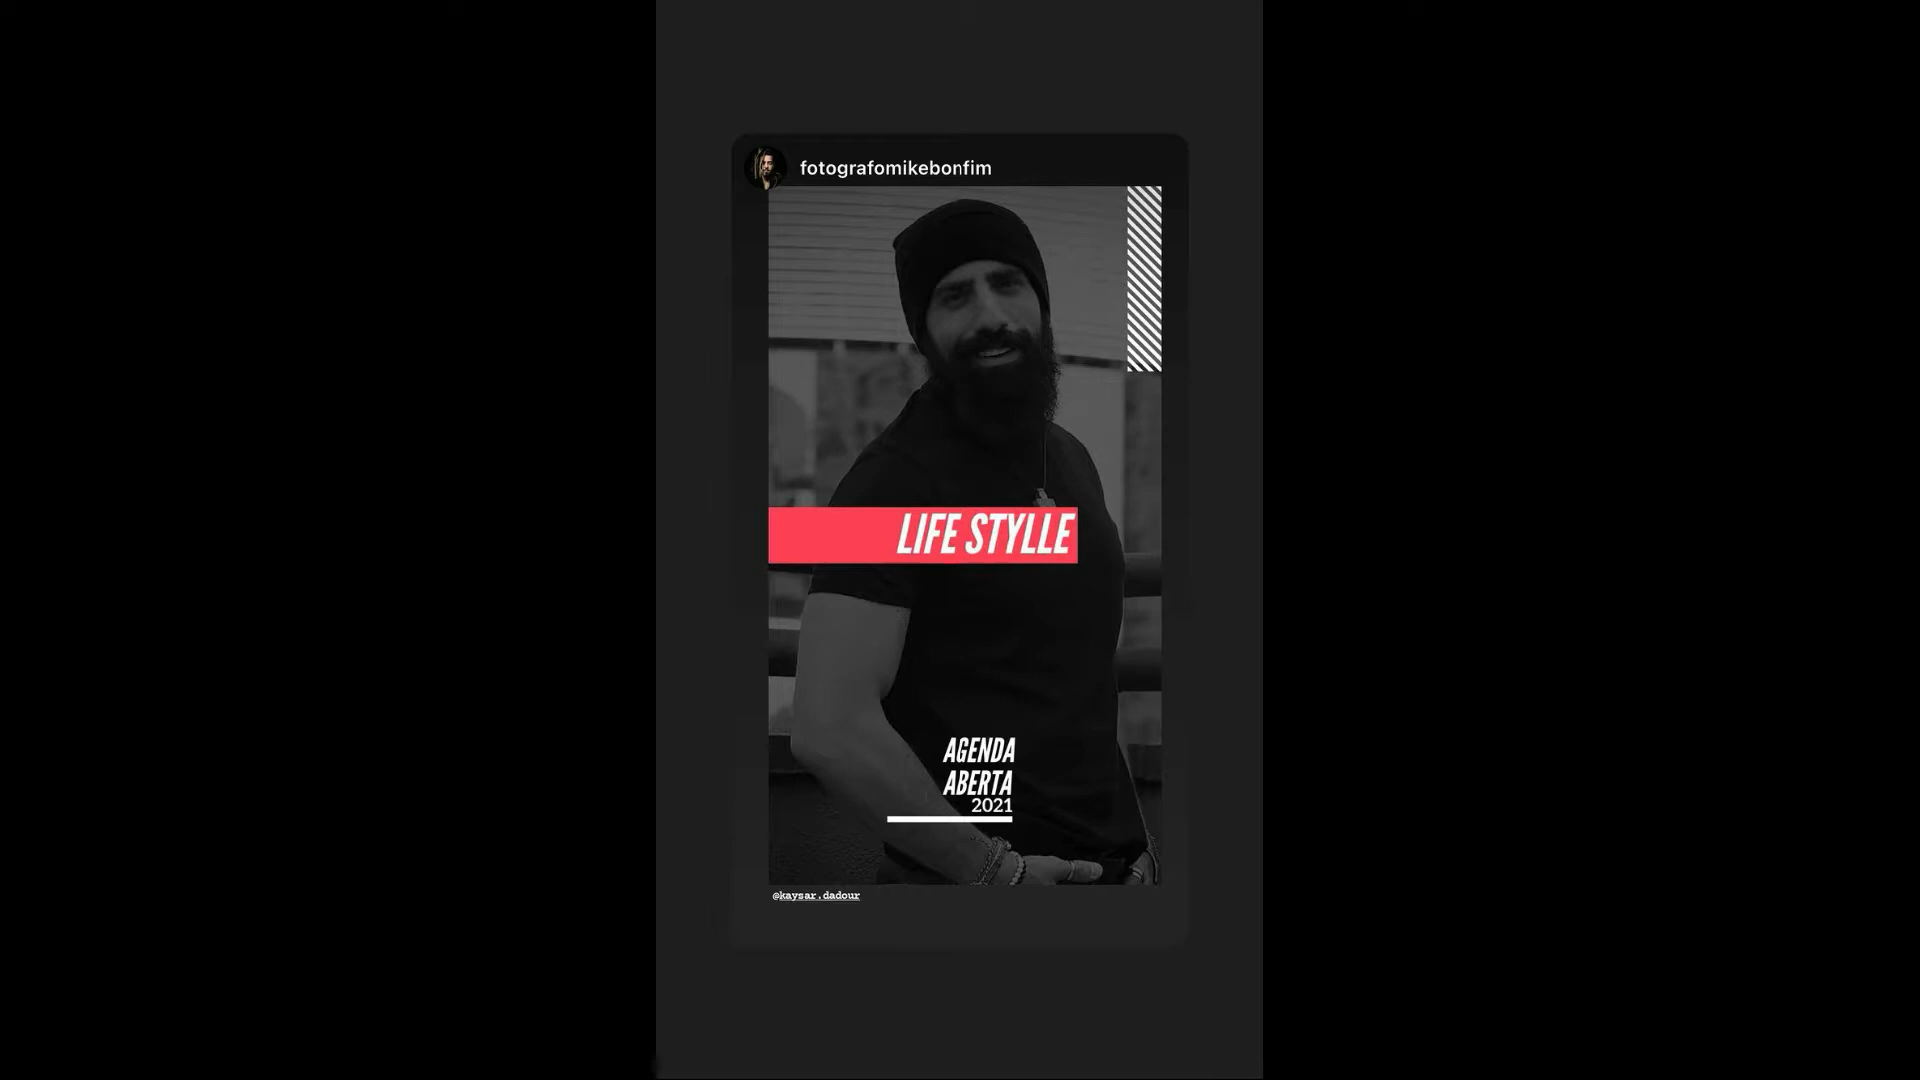 fotografomikebonfim
LIFE STYLLE
AGENDA
ABERTA
2021
@kaysar.dadour